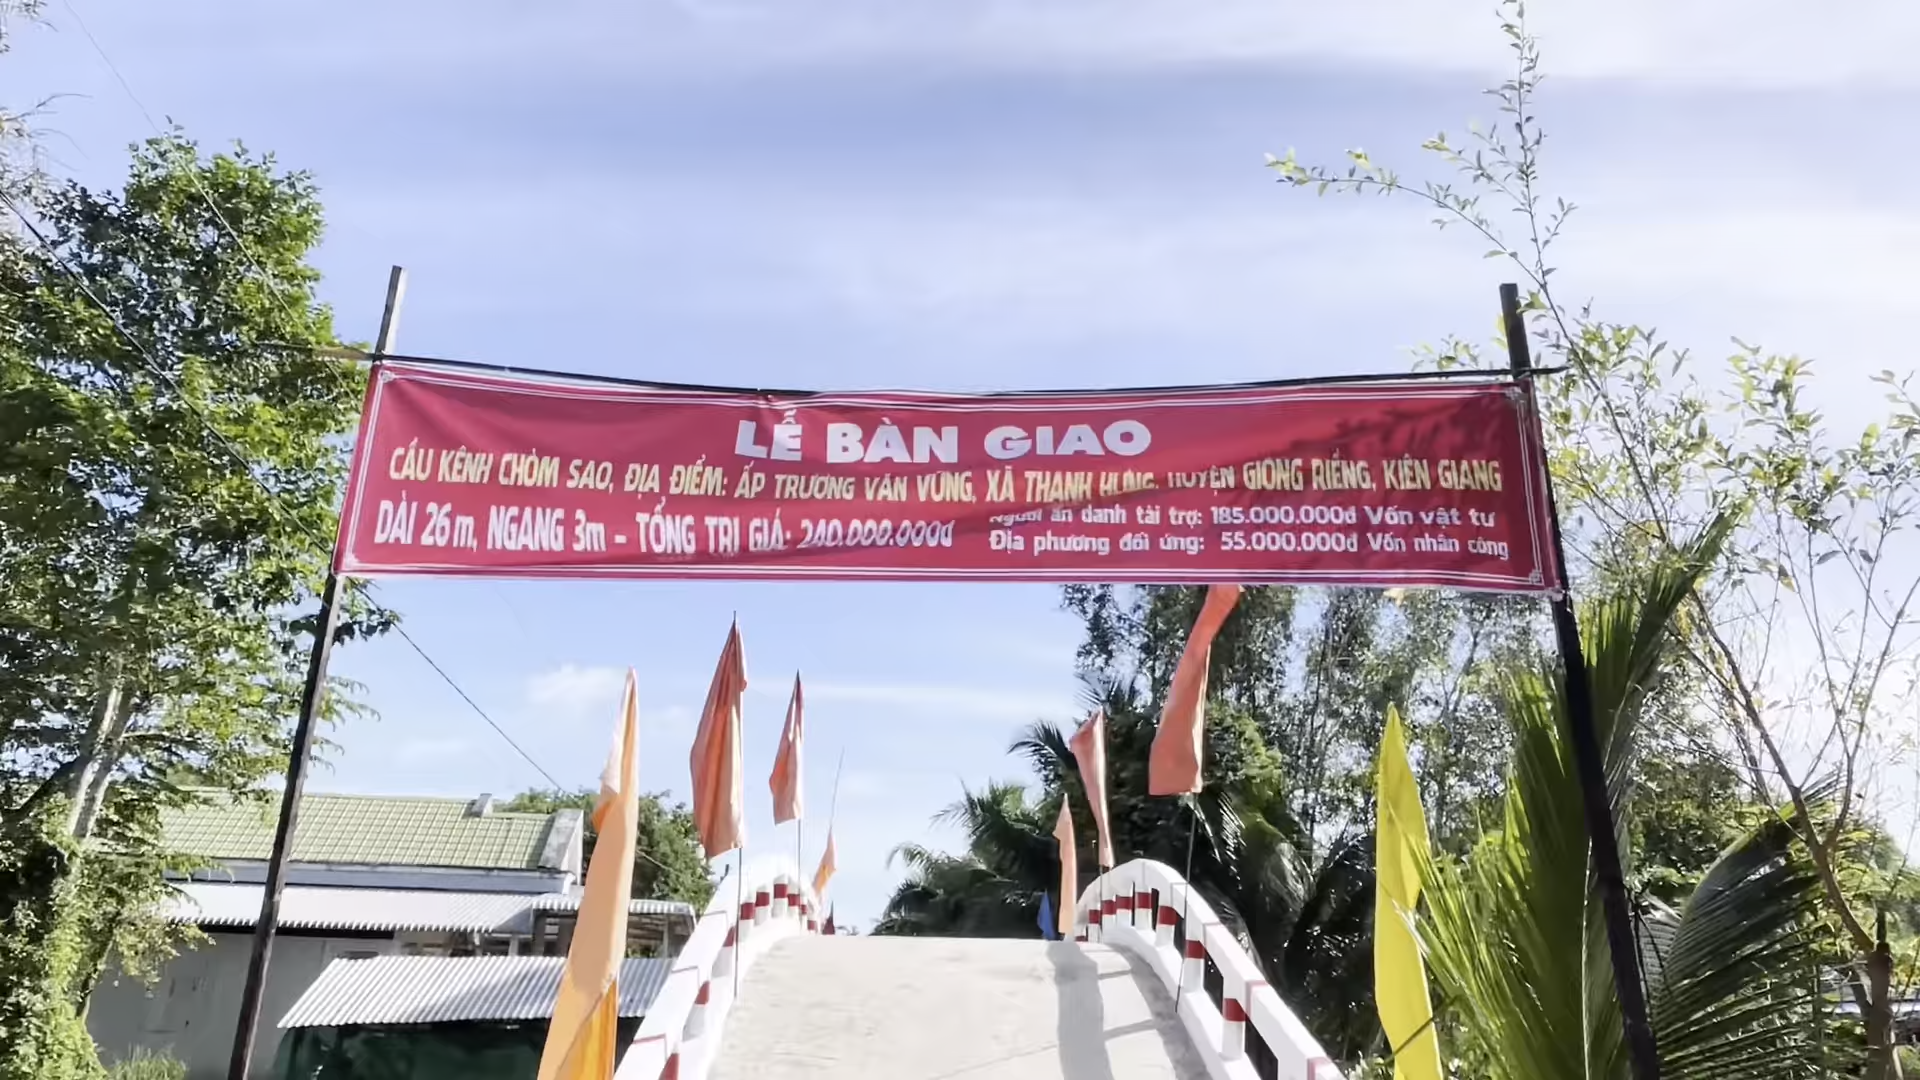 LỄ BÀN GIAO
CẦU KÊNH CHÒM SAO, ĐỊA ĐIỂM: ẤP TRƯƠNG VĂN VỮNG, XÃ THẠNH HƯNG, HUYỆN GIỒNG RIỀNG, KIÊN GIANG
DÀI 26m, NGANG 3m - TỔNG TRỊ GIÁ: 240.000.000đ
Người ẩn danh tài trợ: 185.000.000đ Vốn vật tư
Địa phương đối ứng: 55.000.000đ Vốn nhân công